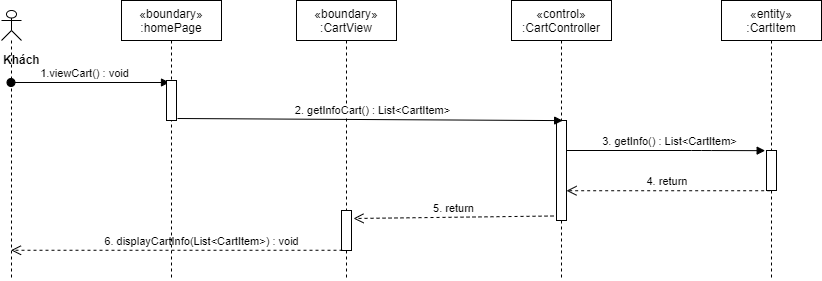 «boundary»
:homePage
«boundary»
:CartView
«control»
:CartController
«entity»
:CartItem
Khách
1.viewCart() : void
2. getInfoCart() : List<CartItem>
3. getInfo() : List<CartItem>
4. return
5. return
6. displayCartInfo(List<CartItem>) : void